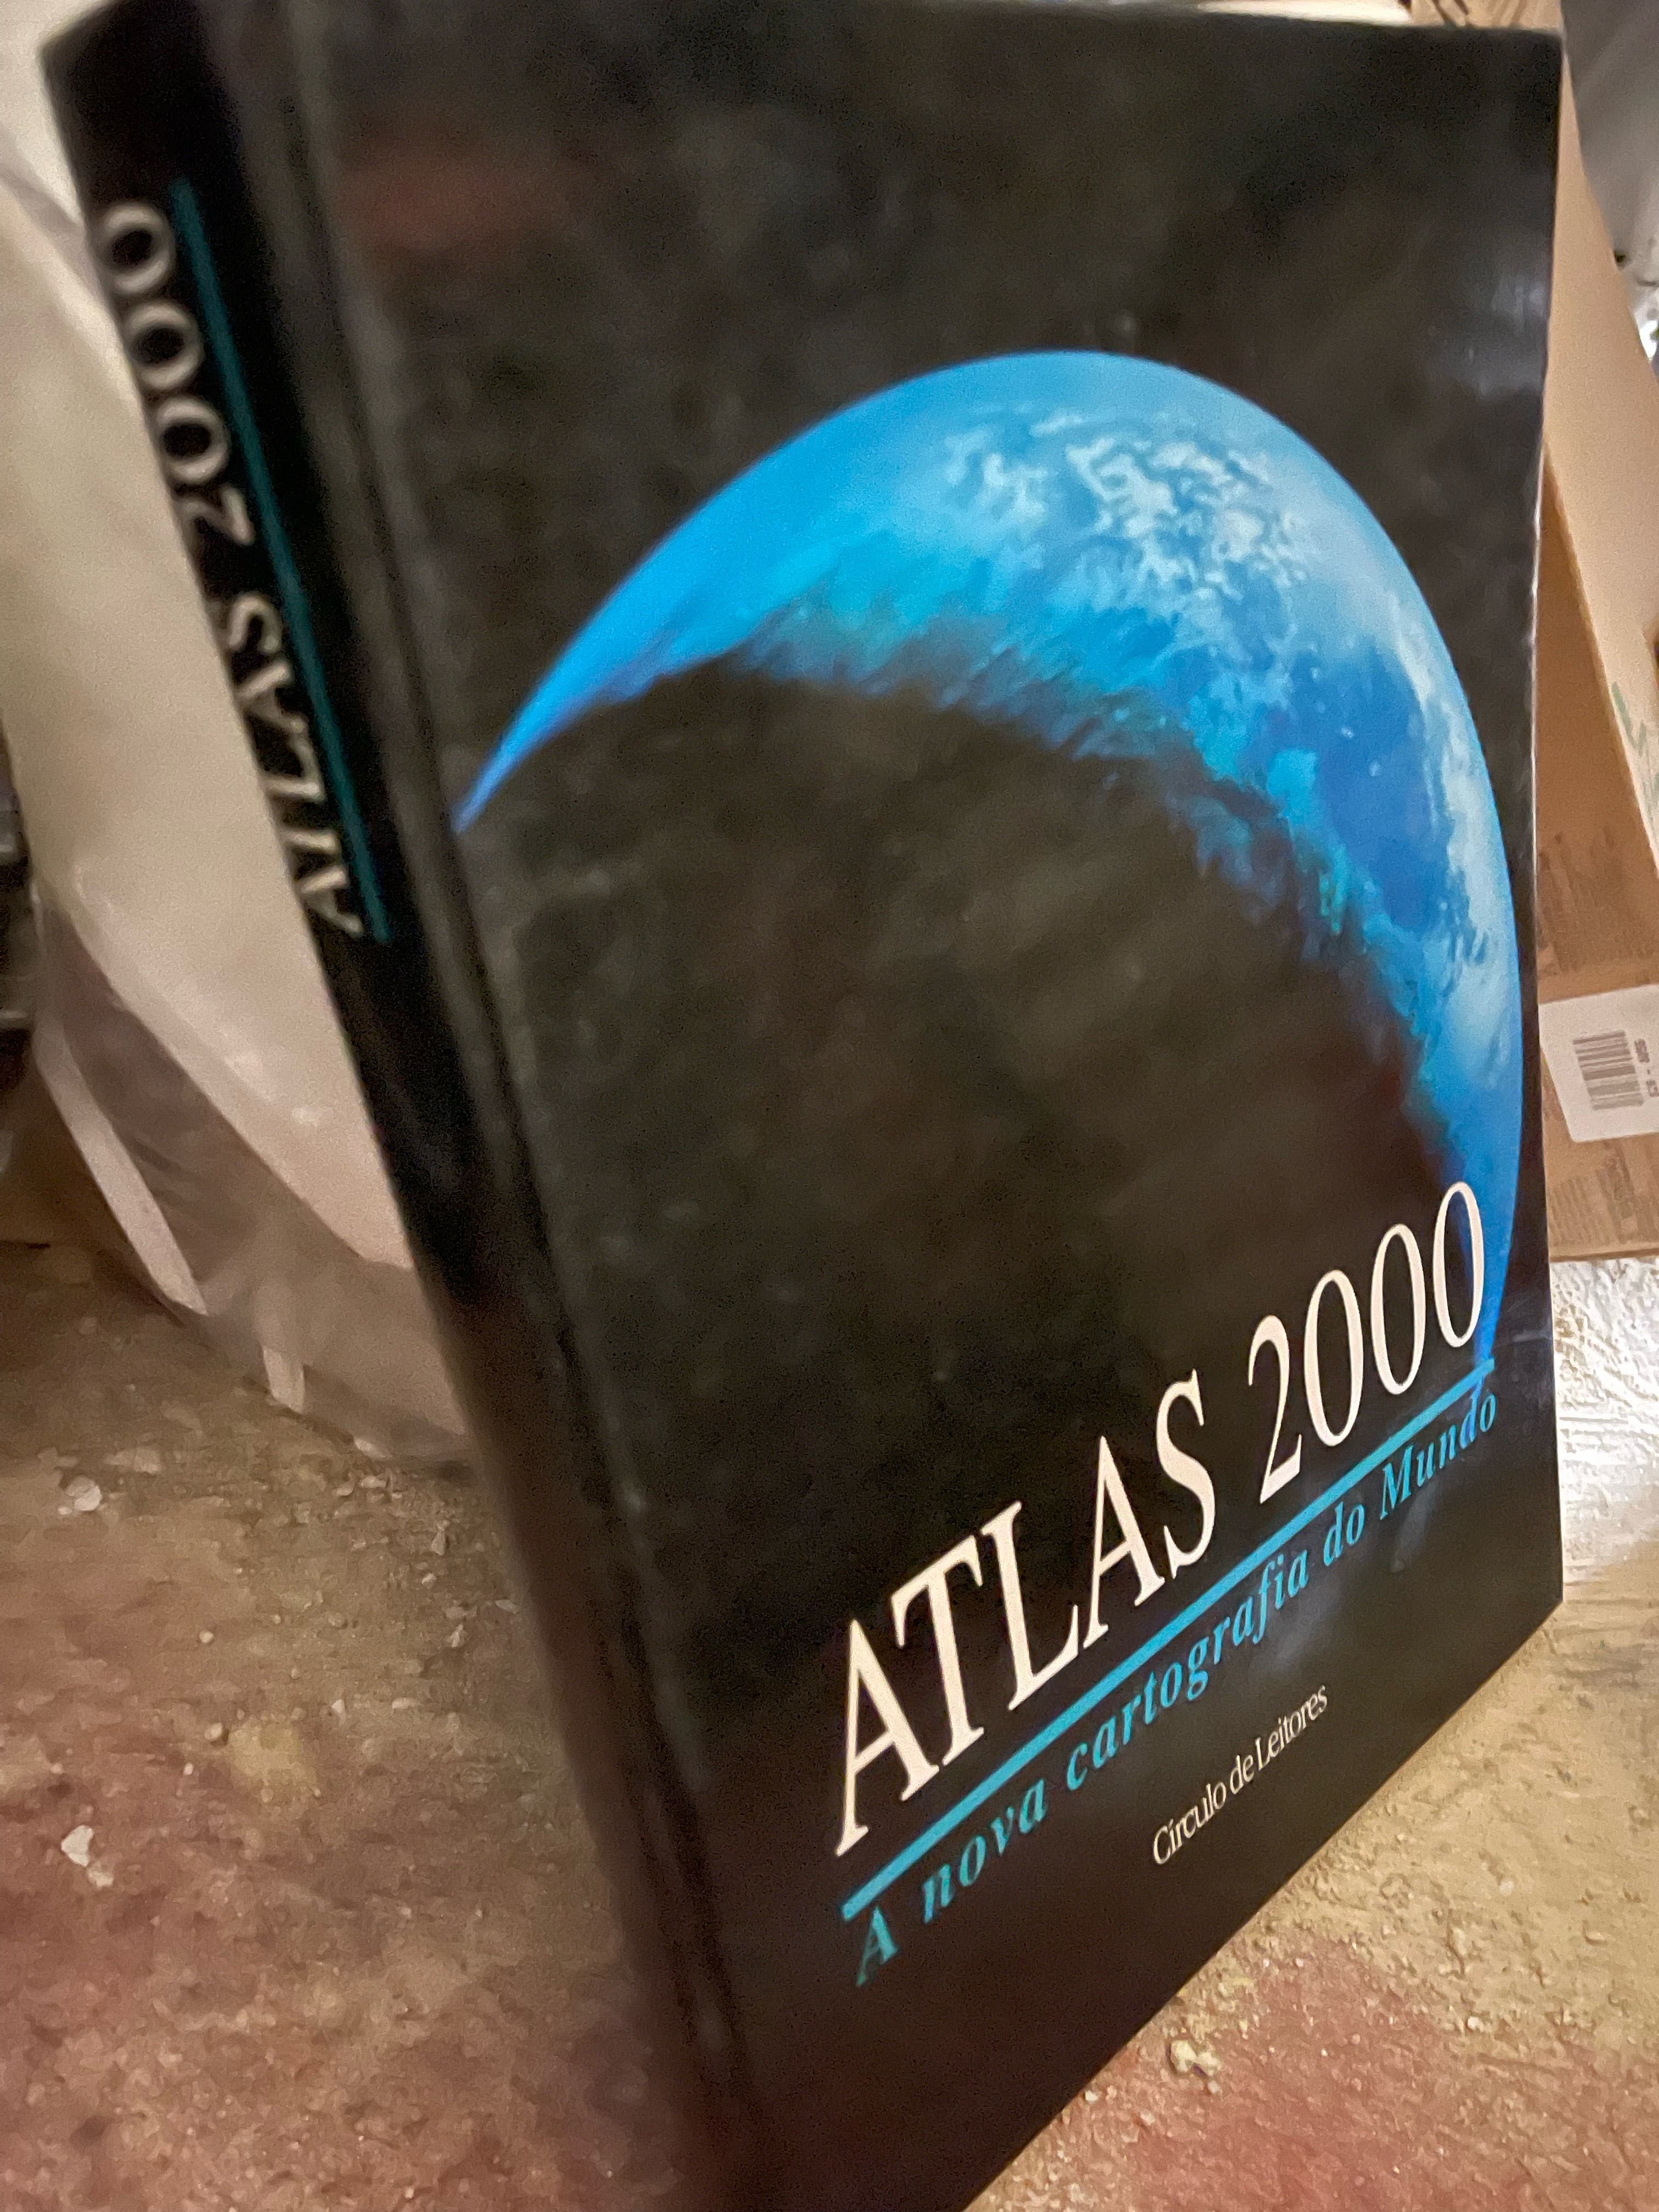 ATLAS 2000
ATLAS 2000
A nova cartografia do Mundo
Círculo de Leitores